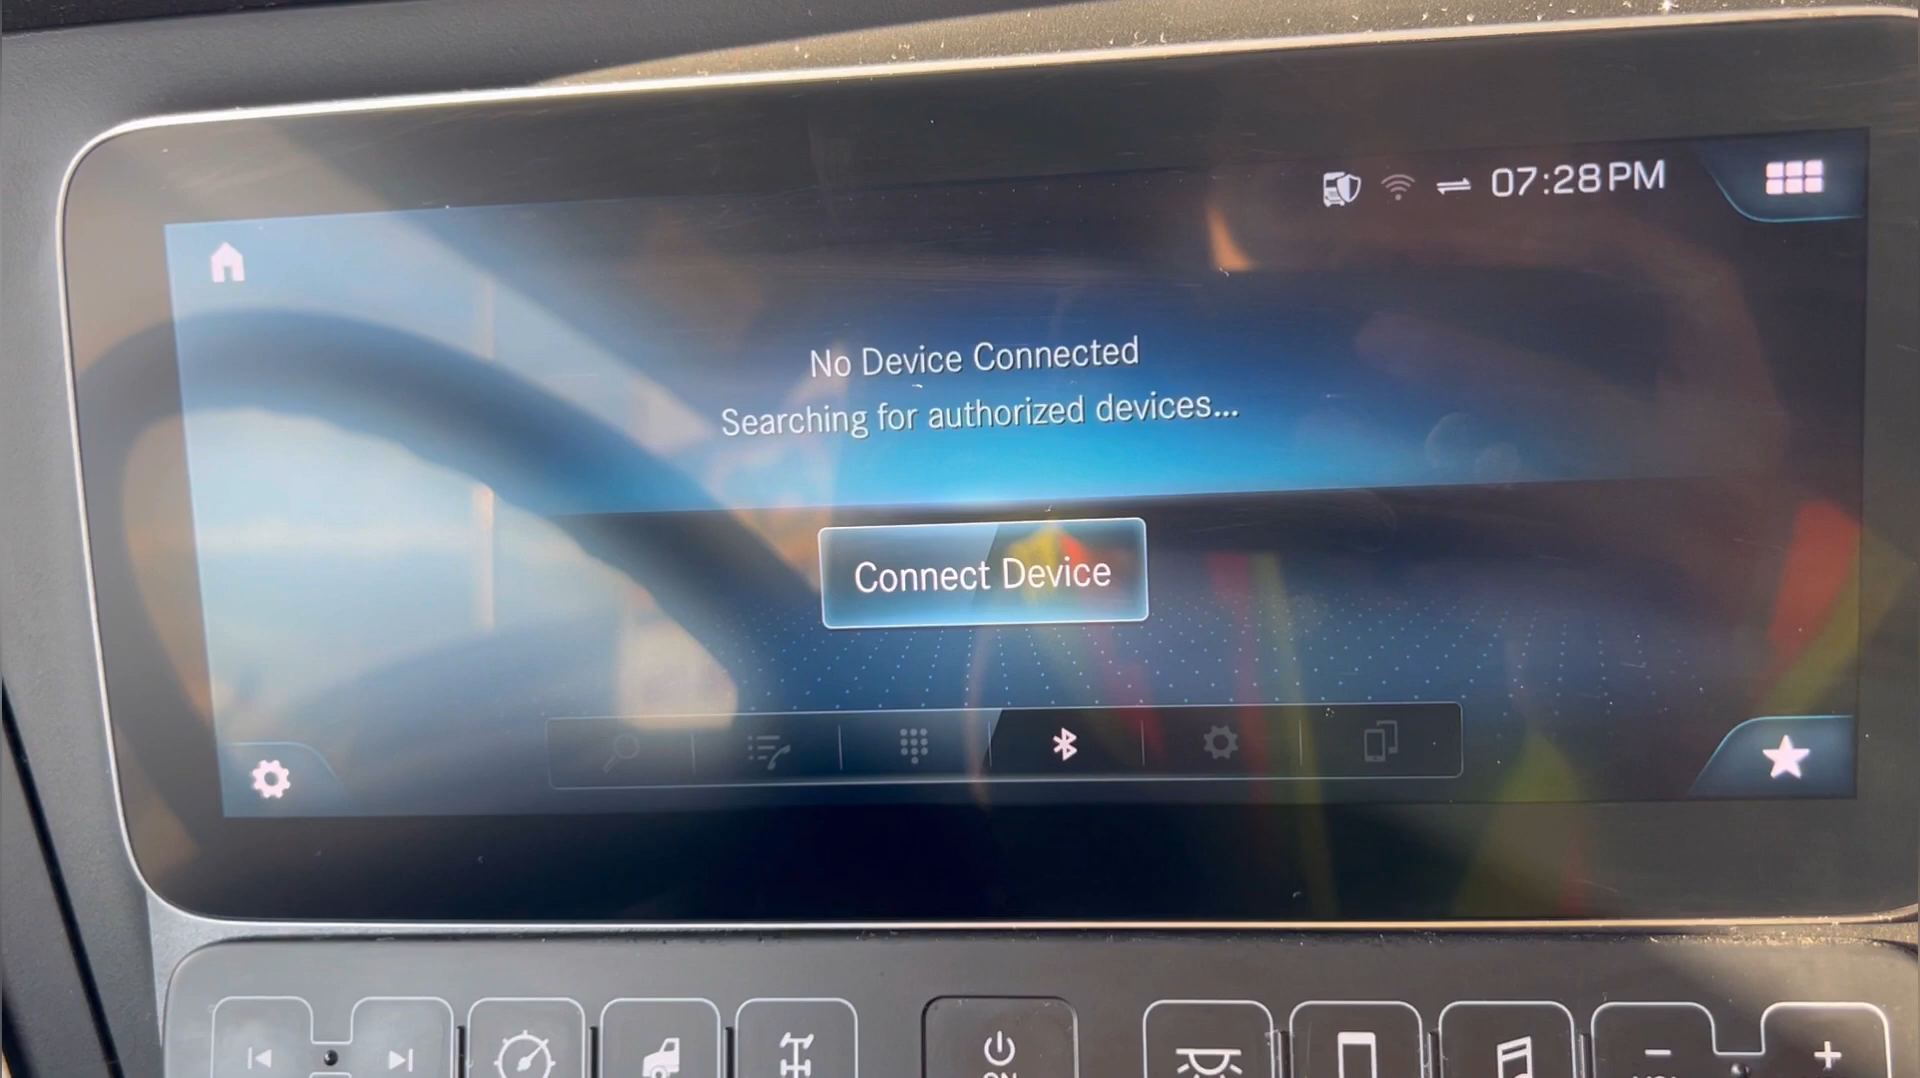 07:28PM
No Device Connected
Searching for authorized devices...
Connect Device